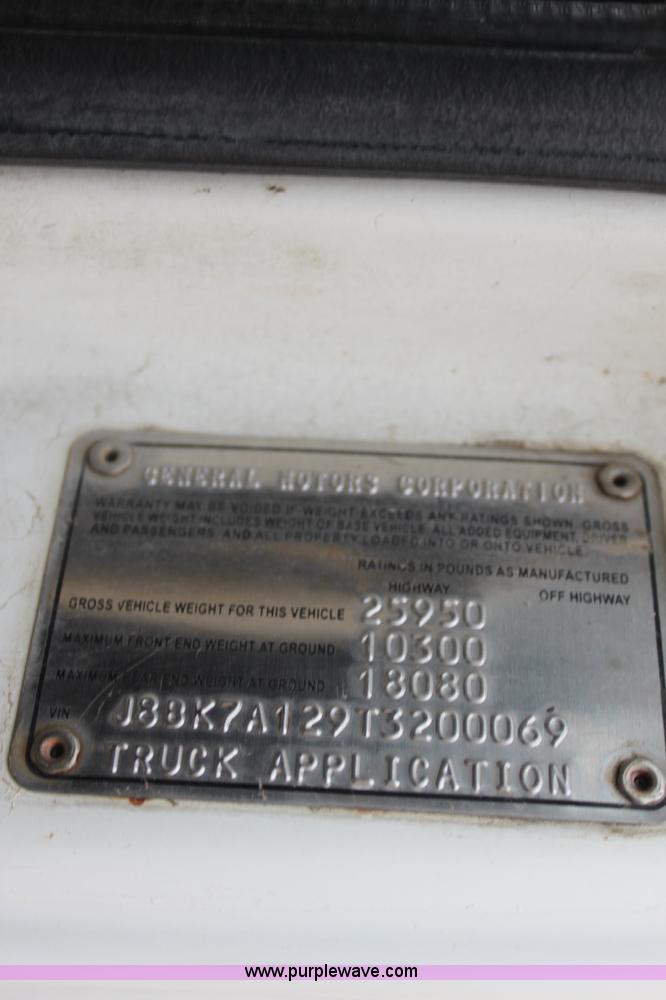 GENERAL MOTORS CORPORATION
WARRANTY MAY BE VOIDED IF WEIGHT EXCEEDS ANY RATINGS SHOWN. GROSS
VEHICLE WEIGHT INCLUDES WEIGHT OF BASE VEHICLE, ALL ADDED EQUIPMENT, DRIVER
AND PASSENGERS, AND ALL PROPERTY LOADED INTO OR ONTO VEHICLE.
RATINGS IN POUNDS AS MANUFACTURED
HIGHWAY OFF HIGHWAY
GROSS VEHICLE WEIGHT FOR THIS VEHICLE 25950
MAXIMUM FRONT END WEIGHT AT GROUND 10300
MAXIMUM REAR END WEIGHT AT GROUND 18080
VIN J88K7A129T3200069
TRUCK APPLICATION
www.purplewave.com